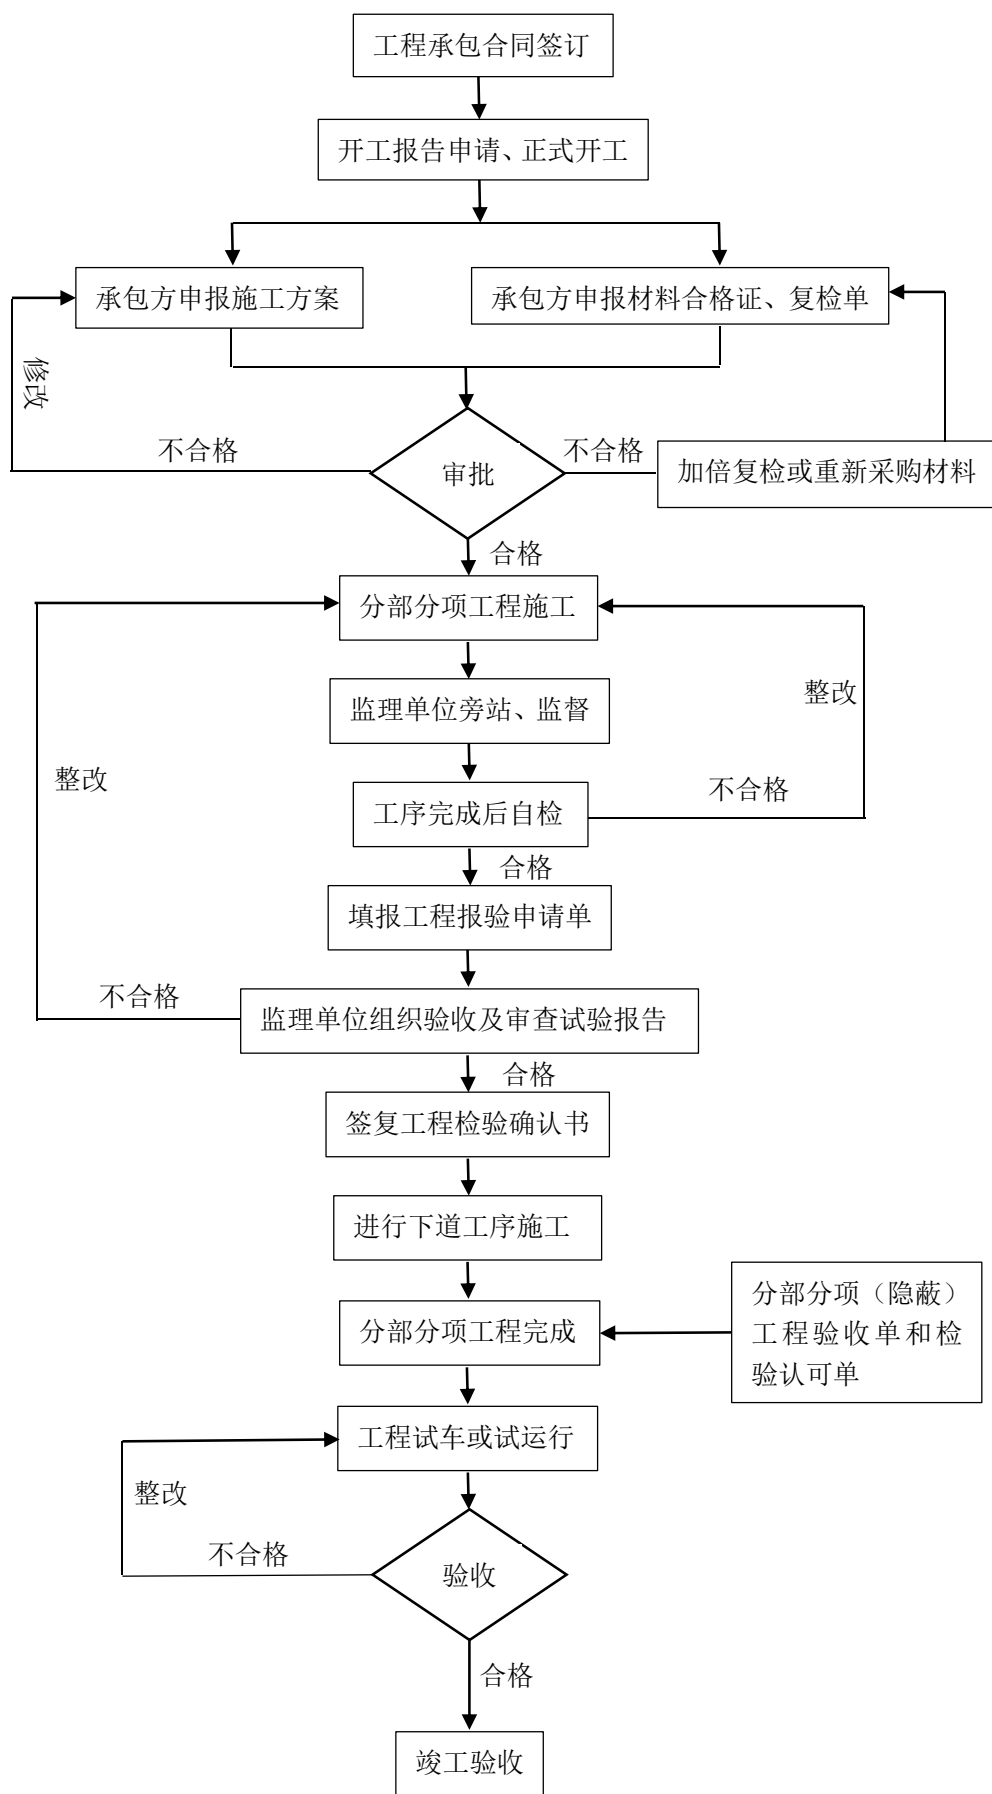 工程承包合同签订
开工报告申请、正式开工
承包方申报施工方案
承包方申报材料合格证、复检单
修改
不合格
审批
不合格
加倍复检或重新采购材料
合格
分部分项工程施工
监理单位旁站、监督
整改
整改
工序完成后自检
不合格
合格
填报工程报验申请单
不合格
监理单位组织验收及审查试验报告
合格
签复工程检验确认书
进行下道工序施工
分部分项（隐蔽）
工程验收单和检
验认可单
分部分项工程完成
工程试车或试运行
整改
不合格
验收
合格
竣工验收